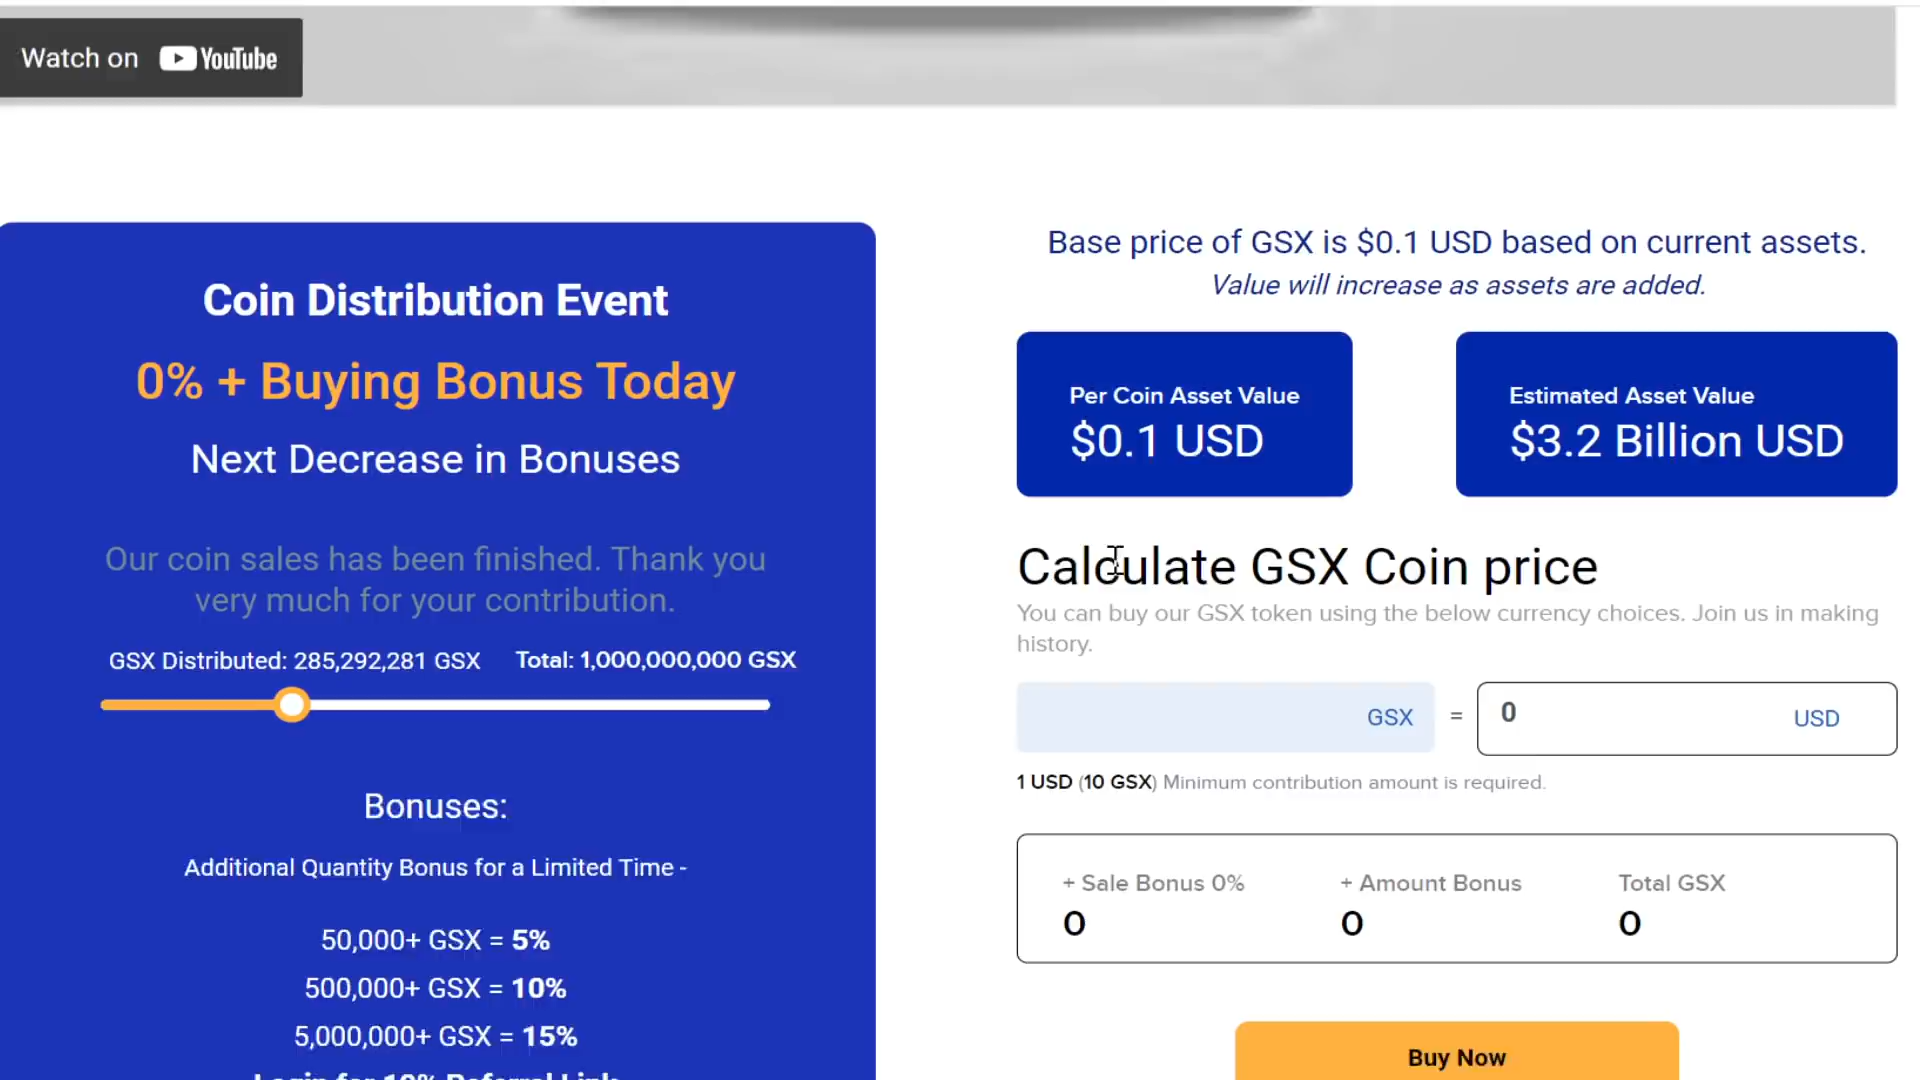 Watch on YouTube
Coin Distribution Event
0% + Buying Bonus Today
Next Decrease in Bonuses
Our coin sales has been finished. Thank you
very much for your contribution.
GSX Distributed: 285,292,281 GSX Total: 1,000,000,000 GSX
Bonuses:
Additional Quantity Bonus for a Limited Time -
50,000+ GSX = 5%
500,000+ GSX = 10%
5,000,000+ GSX = 15%
Login for 10% Referral Link
Base price of GSX is $0.1 USD based on current assets.
Value will increase as assets are added.
Per Coin Asset Value
$0.1 USD
Estimated Asset Value
$3.2 Billion USD
Calculate GSX Coin price
You can buy our GSX token using the below currency choices. Join us in making
history.
GSX = 0 USD
1 USD (10 GSX) Minimum contribution amount is required.
+ Sale Bonus 0% + Amount Bonus Total GSX
0 0 0
Buy Now